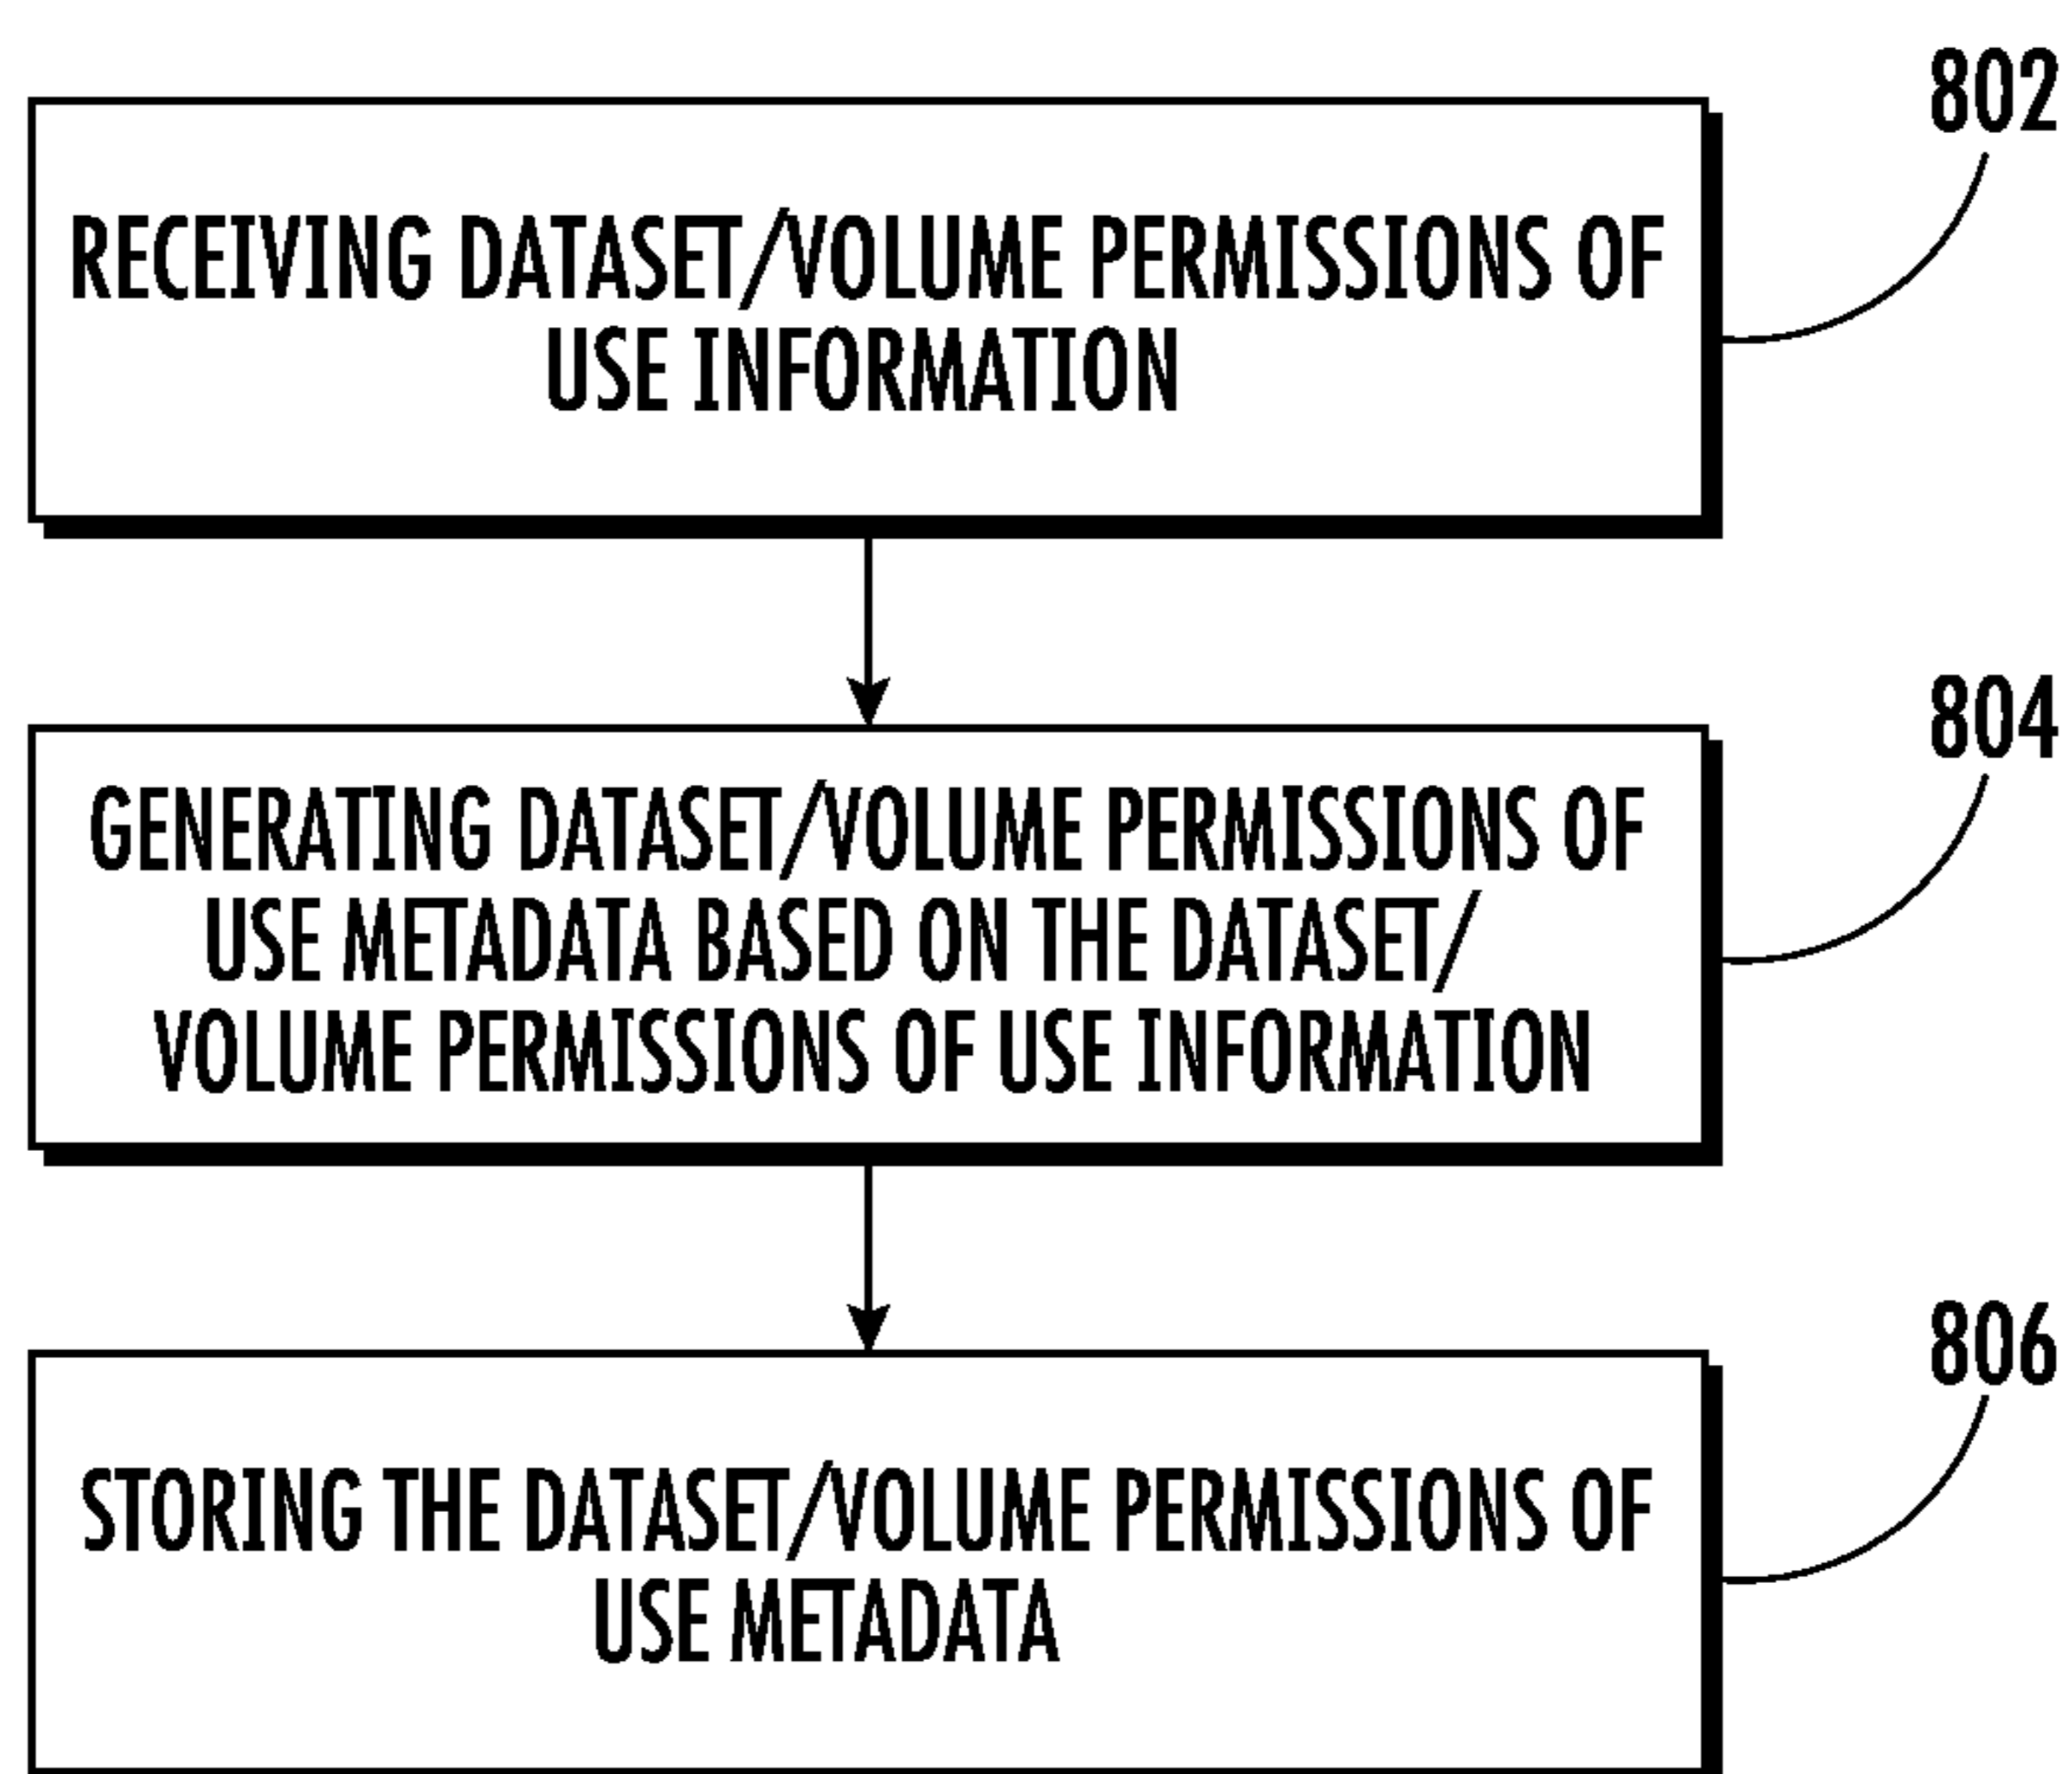 802
RECEIVING DATASET/VOLUME PERMISSIONS OF
USE INFORMATION
804
GENERATING DATASET/VOLUME PERMISSIONS OF
USE METADATA BASED ON THE DATASET/
VOLUME PERMISSIONS OF USE INFORMATION
806
STORING THE DATASET/VOLUME PERMISSIONS OF
USE METADATA